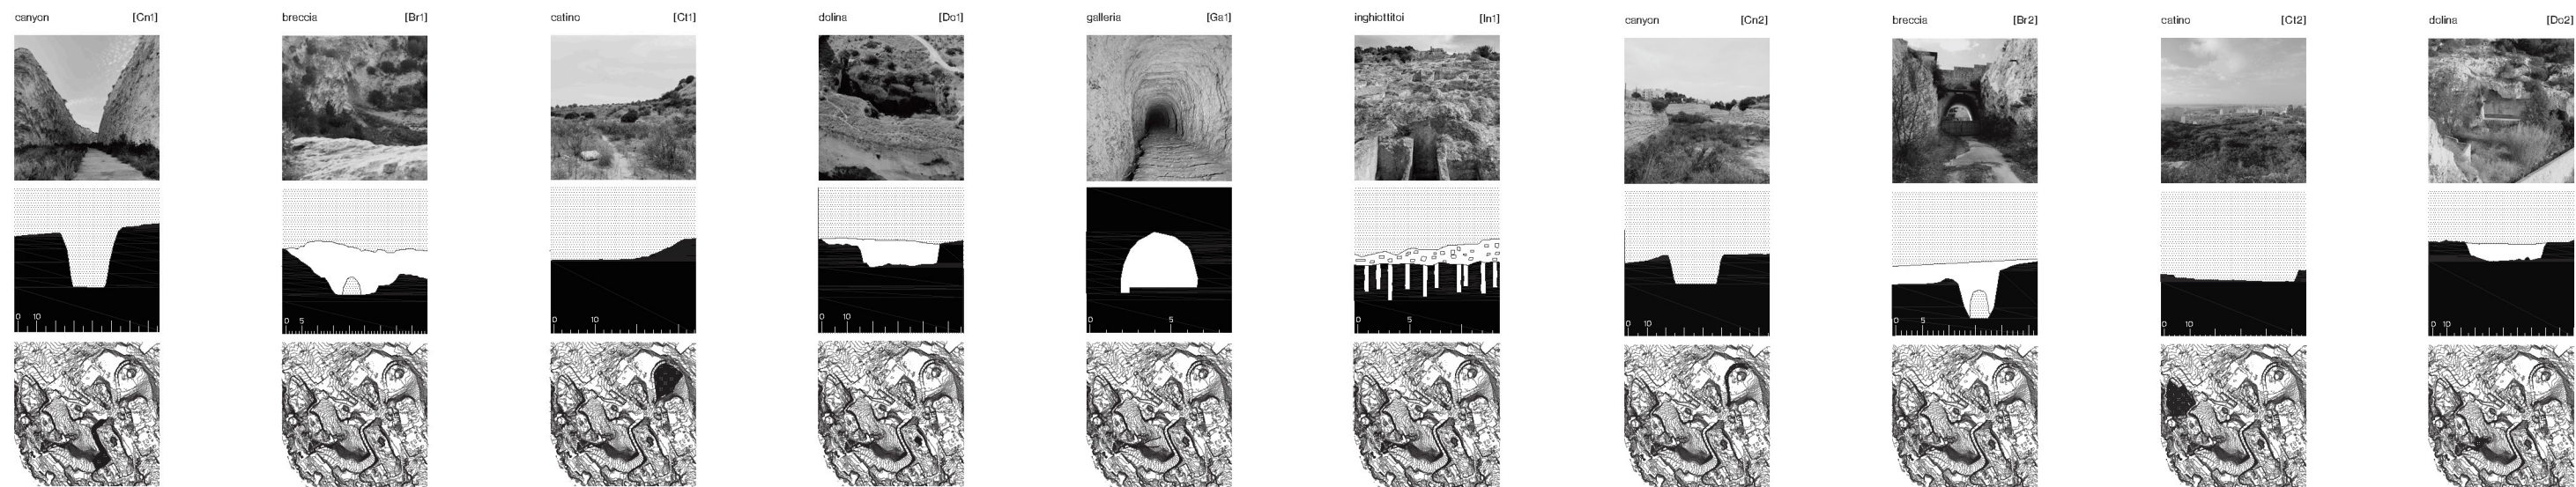 canyon [Cn1]
breccia [Br1]
catino [Ct1]
dolina [Do1]
galleria [Ga1]
inghiottitoi [In1]
canyon [Cn2]
breccia [Br2]
catino [Ct2]
dolina [Do2]
0 10
0 5
0 10
0 10
0 5
0 5
0 10
0 5
0 10
0 10